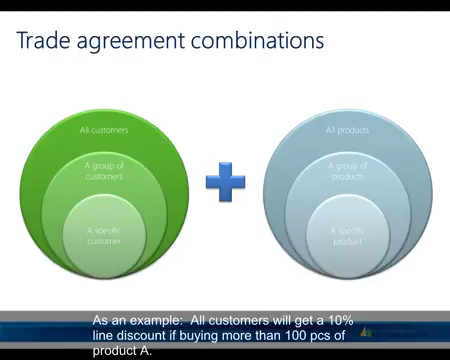 Trade agreement combinations
All customers
A group of
customers
A specific
customer
All products
A group of
products
A specific
product
As an example: All customers will get a 10%
line discount if buying more than 100 pcs of
product A.